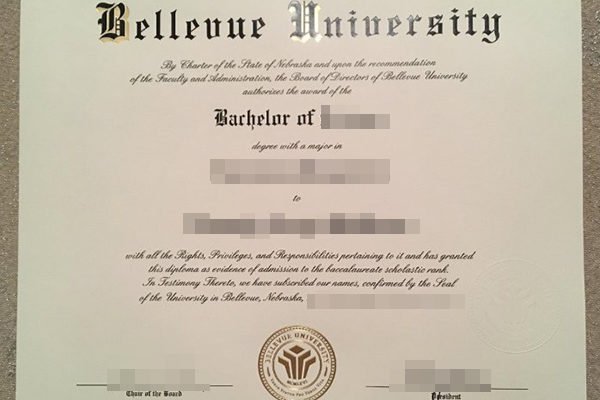 Bellevue University
By Charter of the State of Nebraska and upon the recommendation
of the Faculty and Administration, the Board of Directors of Bellevue University
authorizes the award of the
Bachelor of
degree with a major in
to
with all the Rights, Privileges, and Responsibilities pertaining to it and has granted
this diploma as evidence of admission to the baccalaureate scholastic rank.
In Testimony Thereto, we have subscribed our names, confirmed by the Seal
of the University in Bellevue, Nebraska,
BELLEVUE UNIVERSITY
MCMLXVI
Chair of the Board
President